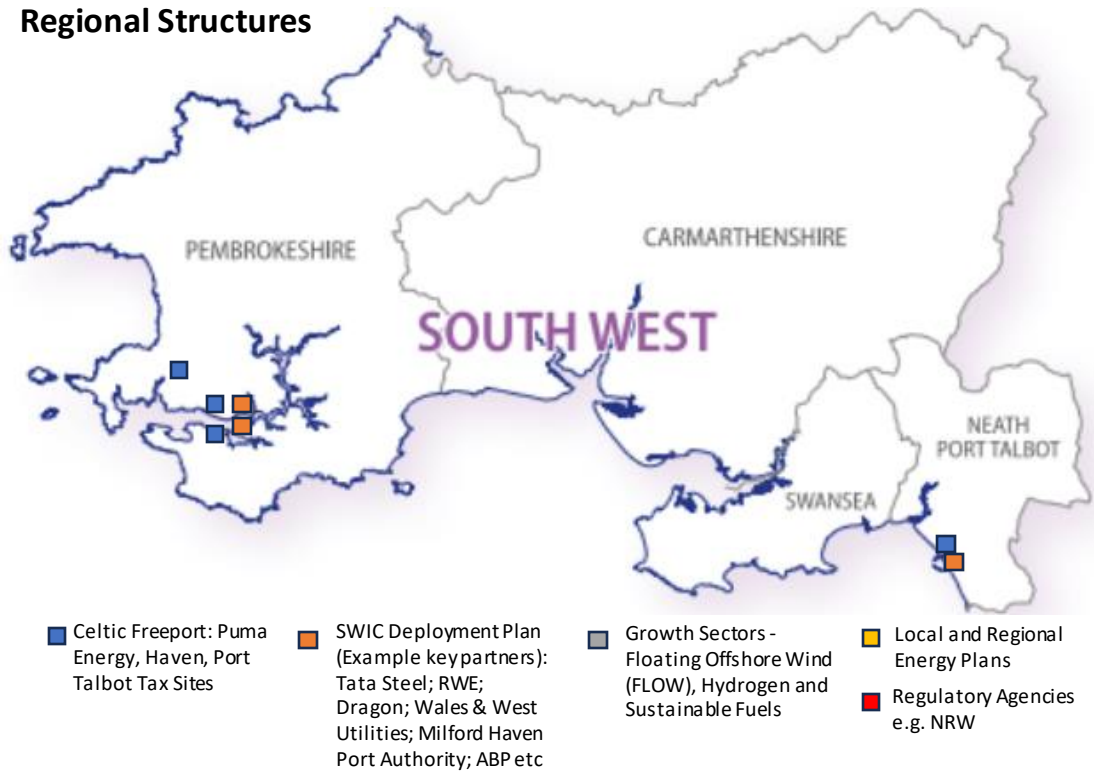 Regional Structures
PEMBROKESHIRE
CARMARTHENSHIRE
SOUTH WEST
NEATH
PORT TALBOT
SWANSEA
Celtic Freeport: Puma
Energy, Haven, Port
Talbot Tax Sites
SWIC Deployment Plan
(Example key partners):
Tata Steel; RWE;
Dragon; Wales & West
Utilities; Milford Haven
Port Authority; ABP etc
Growth Sectors -
Floating Offshore Wind
(FLOW), Hydrogen and
Sustainable Fuels
Local and Regional
Energy Plans
Regulatory Agencies
e.g. NRW